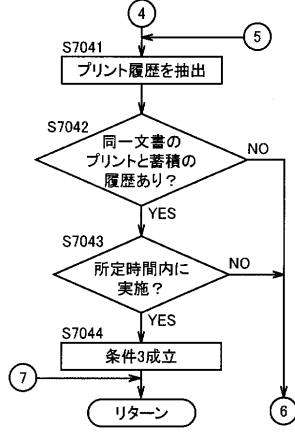 4
5
S7041
プリント履歴を抽出
S7042
同一文書の
プリントと蓄積の
履歴あり?
NO
YES
S7043
所定時間内に
実施?
NO
YES
S7044
条件3成立
7
リターン
6